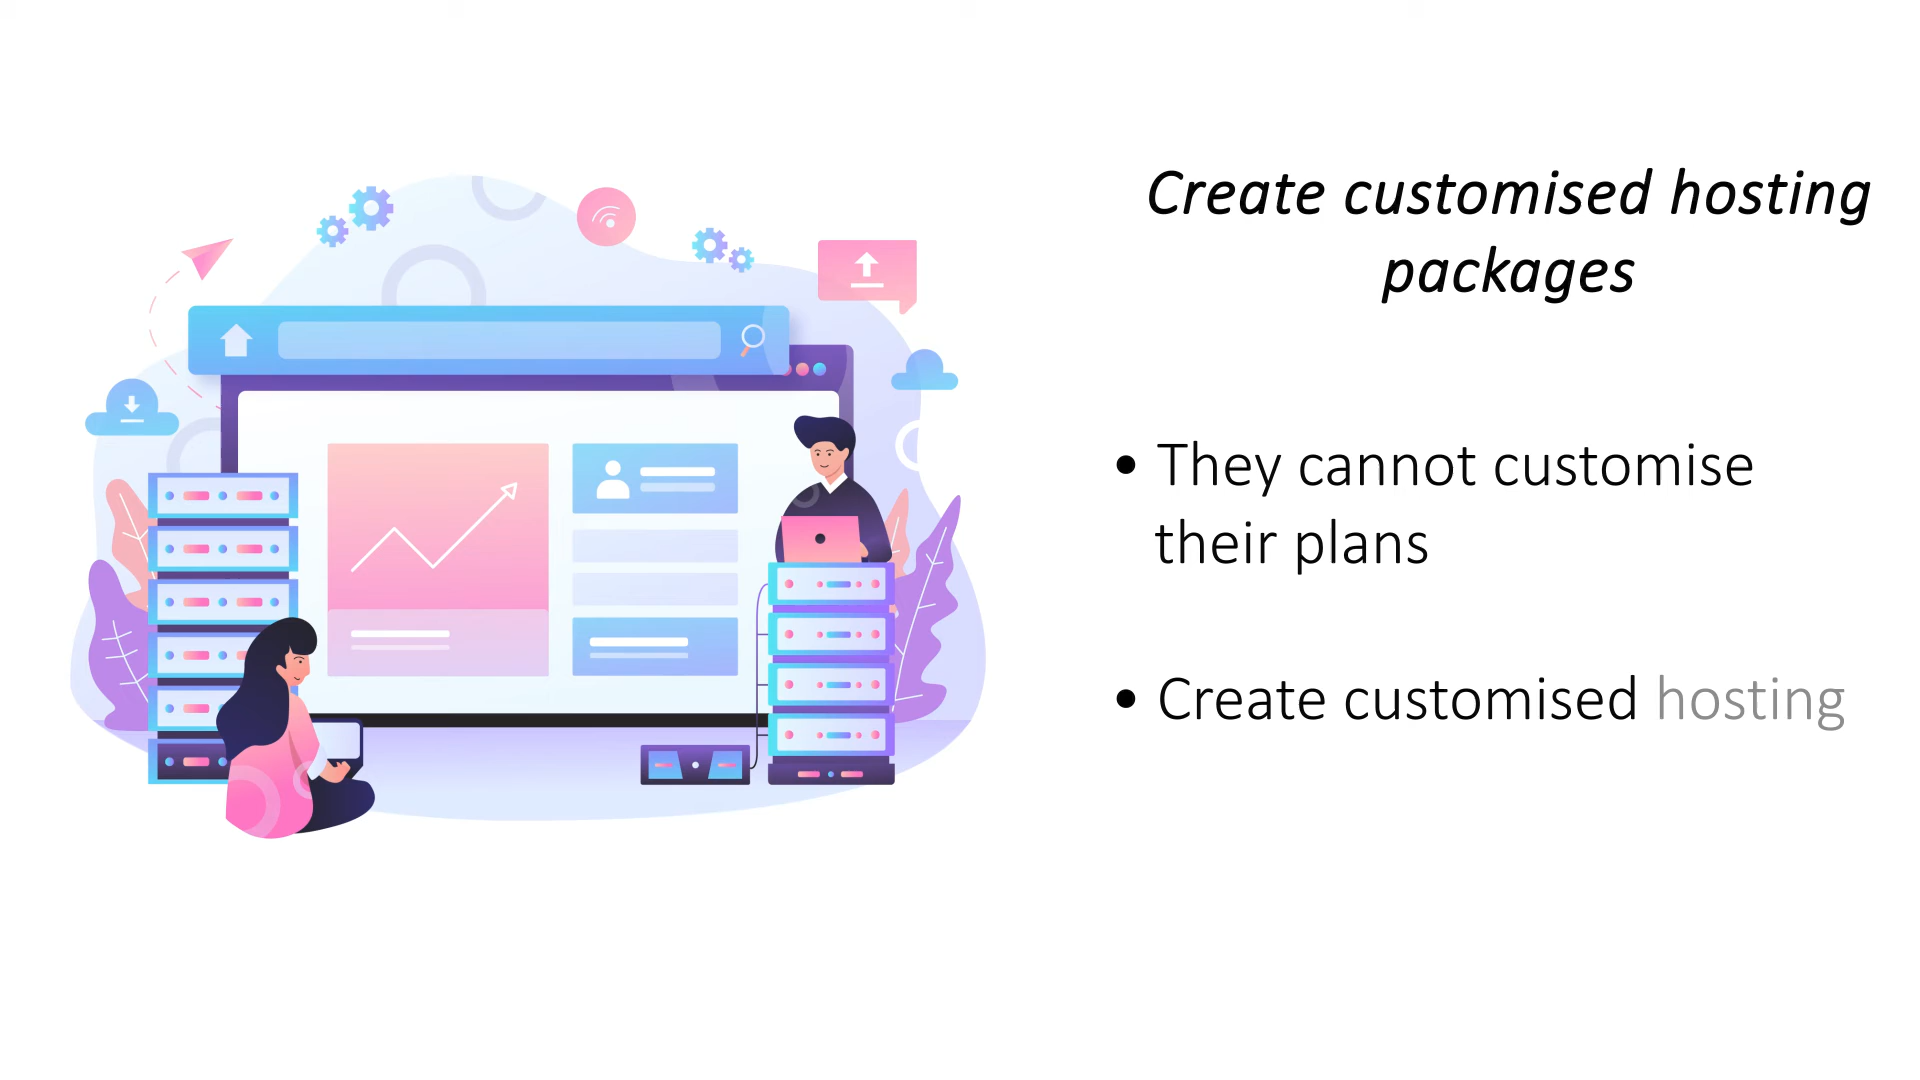 Create customised hosting
packages
• They cannot customise
their plans
• Create customised hosting